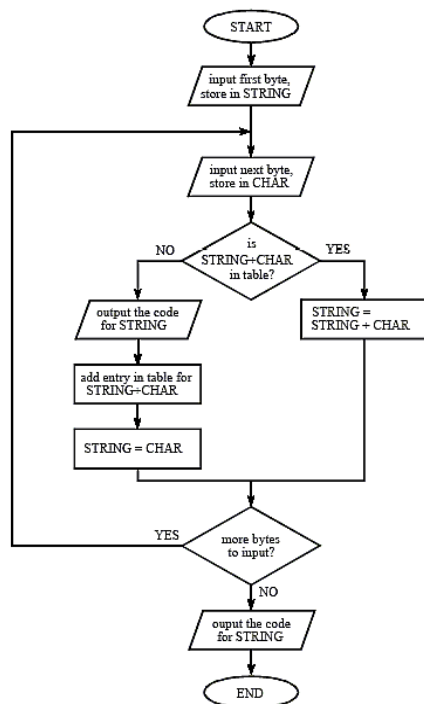 START
input first byte,
store in STRING
input next byte,
store in CHAR
NO
is
STRING+CHAR
in table?
YES
output the code
for STRING
STRING =
STRING + CHAR
add entry in table for
STRING+CHAR
STRING = CHAR
YES
more bytes
to input?
NO
ouput the code
for STRING
END